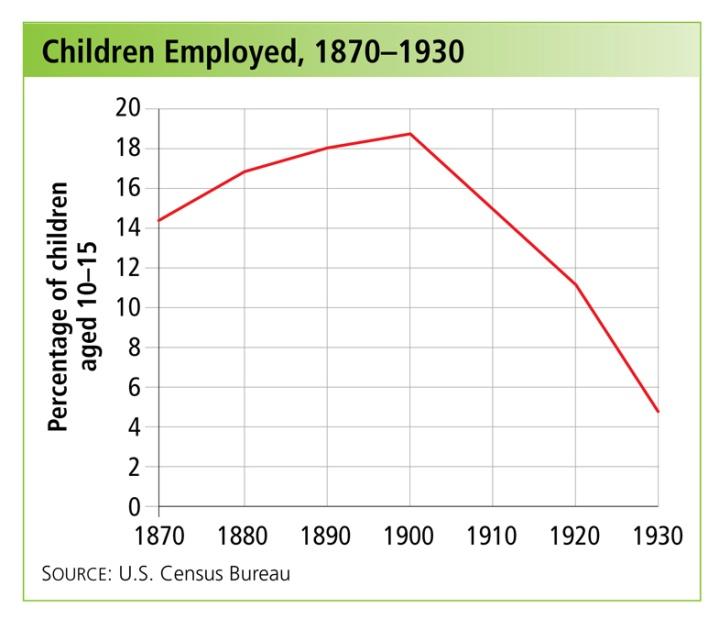 Children Employed, 1870–1930
Percentage of children
aged 10–15
20
18
16
14
12
10
8
6
4
2
0
1870 1880 1890 1900 1910 1920 1930
SOURCE: U.S. Census Bureau